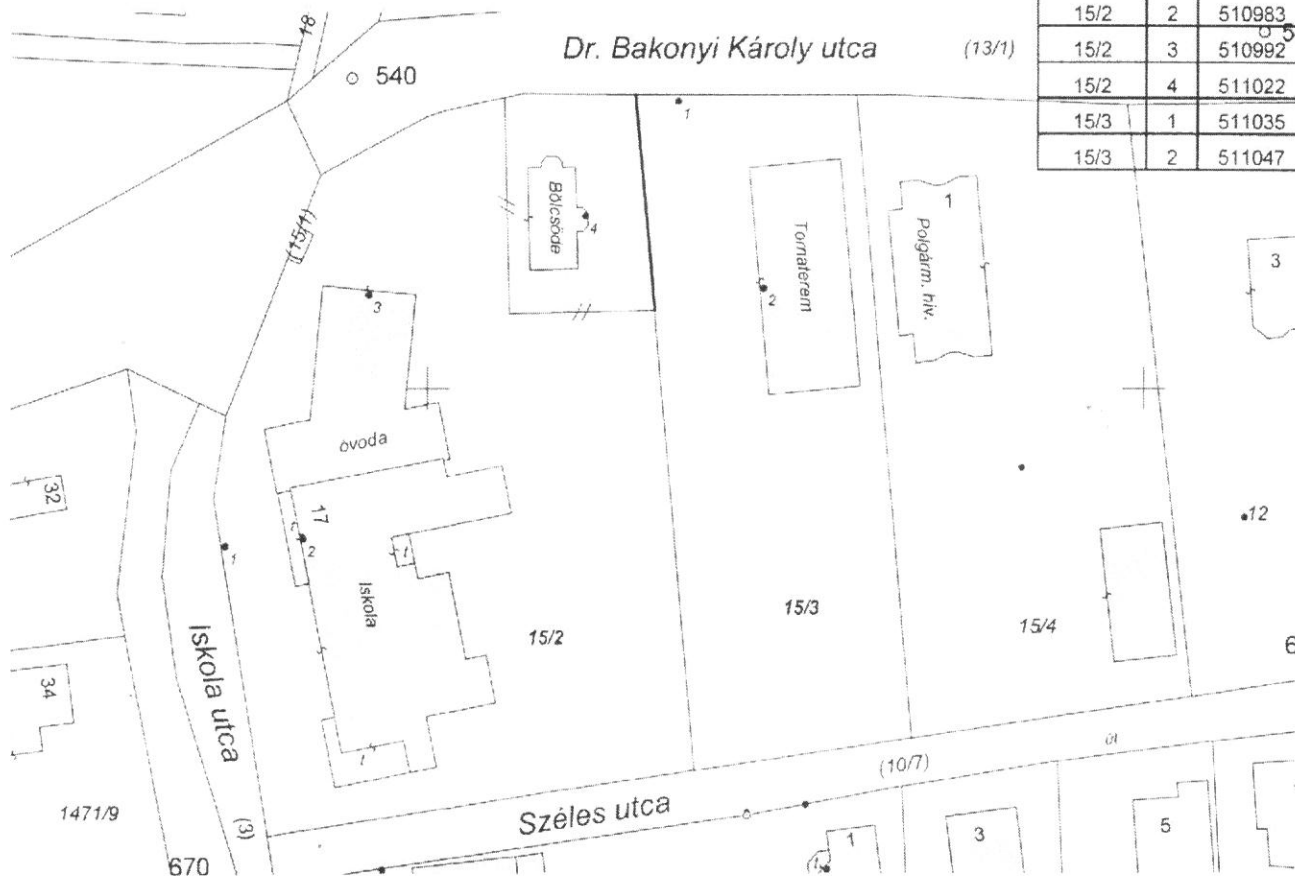 15/2 2 510983
15/2 3 510992
15/2 4 511022
15/3 1 511035
15/3 2 511047
5
18
540
Dr. Bakonyi Károly utca
(13/1)
1
(15/1)
Bölcsöde
4
Tornaterem
2
1
Polgárm. hiv.
3
3
óvoda
32
17
2
1
t
Iskola
12
15/2
15/3
15/4
6
34
Iskola utca
t
(10/7)
út
1471/9
(3)
Széles utca
670
1
3
5
(t)